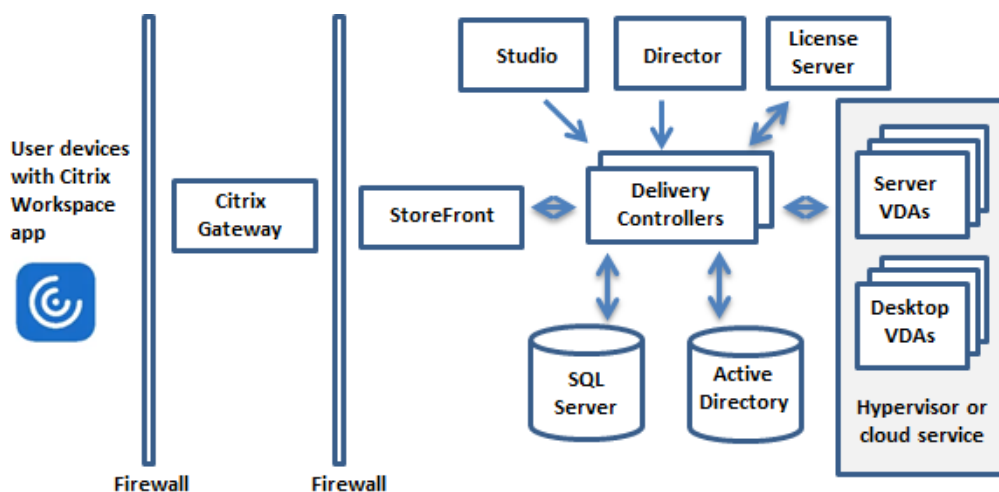 User devices
with Citrix
Workspace
app
Citrix
Gateway
StoreFront
Studio
Director
License
Server
Delivery
Controllers
SQL
Server
Active
Directory
Server
VDAs
Desktop
VDAs
Hypervisor or
cloud service
Firewall
Firewall